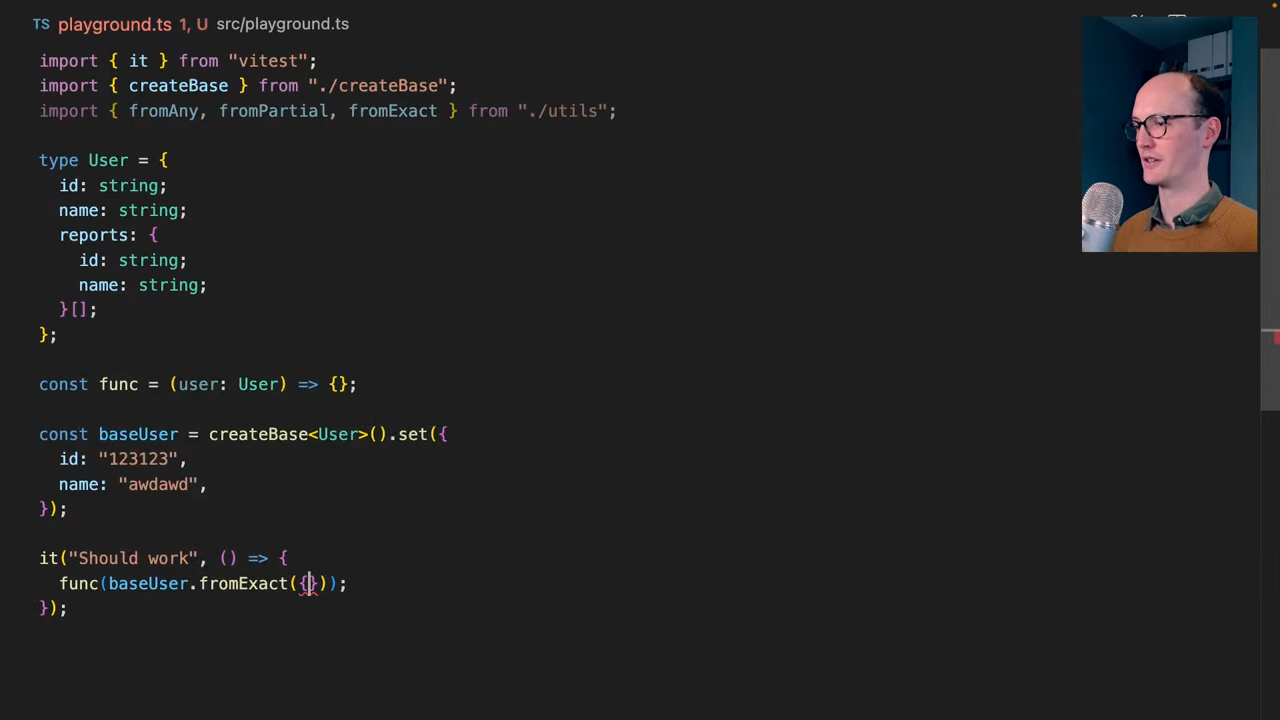 TS playground.ts 1, U src/playground.ts
import { it } from "vitest";
import { createBase } from "./createBase";
import { fromAny, fromPartial, fromExact } from "./utils";
type User = {
id: string;
name: string;
reports: {
id: string;
name: string;
}[];
};
const func = (user: User) => {};
const baseUser = createBase<User>().set({
id: "123123",
name: "awdawd",
});
it("Should work", () => {
func(baseUser.fromExact({}));
});